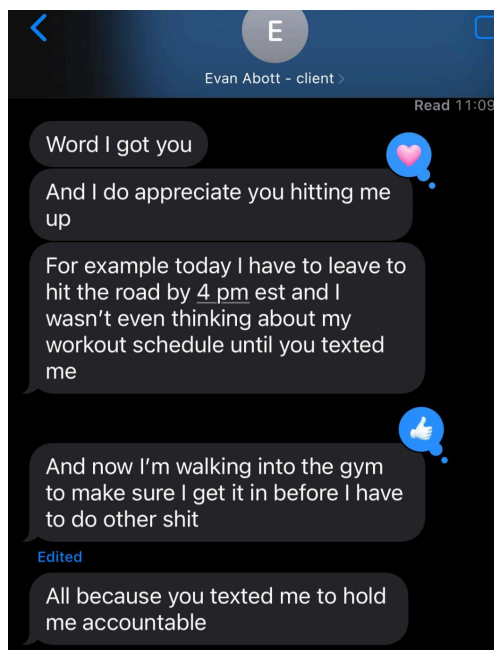 E
Evan Abott - client >
Read 11:09
Word I got you
And I do appreciate you hitting me
up
For example today I have to leave to
hit the road by 4 pm est and I
wasn't even thinking about my
workout schedule until you texted
me
And now I'm walking into the gym
to make sure I get it in before I have
to do other shit
Edited
All because you texted me to hold
me accountable